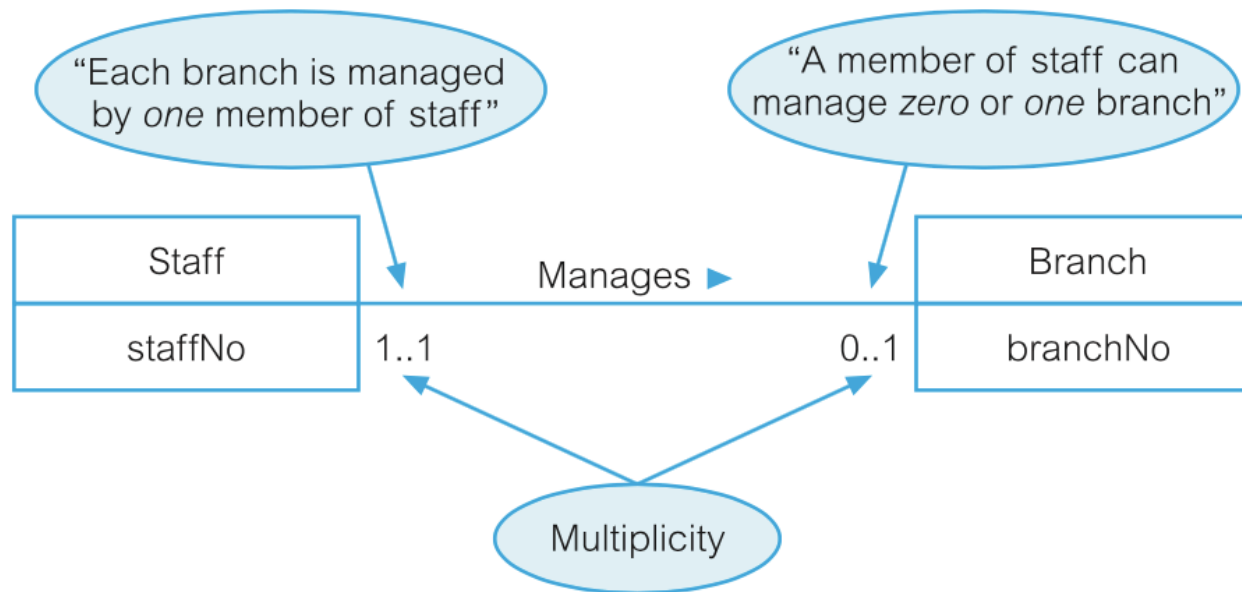 “Each branch is managed
by one member of staff”
“A member of staff can
manage zero or one branch”
Staff
Manages ►
Branch
staffNo
1..1
0..1
branchNo
Multiplicity